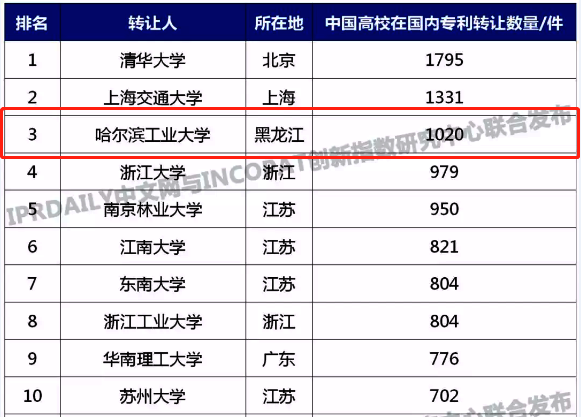 排名 转让人 所在地 中国高校在国内专利转让数量/件
1 清华大学 北京 1795
2 上海交通大学 上海 1331
3 哈尔滨工业大学 黑龙江 1020
4 浙江大学 浙江 979
5 南京林业大学 江苏 950
6 江南大学 江苏 821
7 东南大学 江苏 804
8 浙江工业大学 浙江 804
9 华南理工大学 广东 776
10 苏州大学 江苏 702
IPRDAILY中文网与INCOPAT创新指数研究中心联合发布
中心联合发布